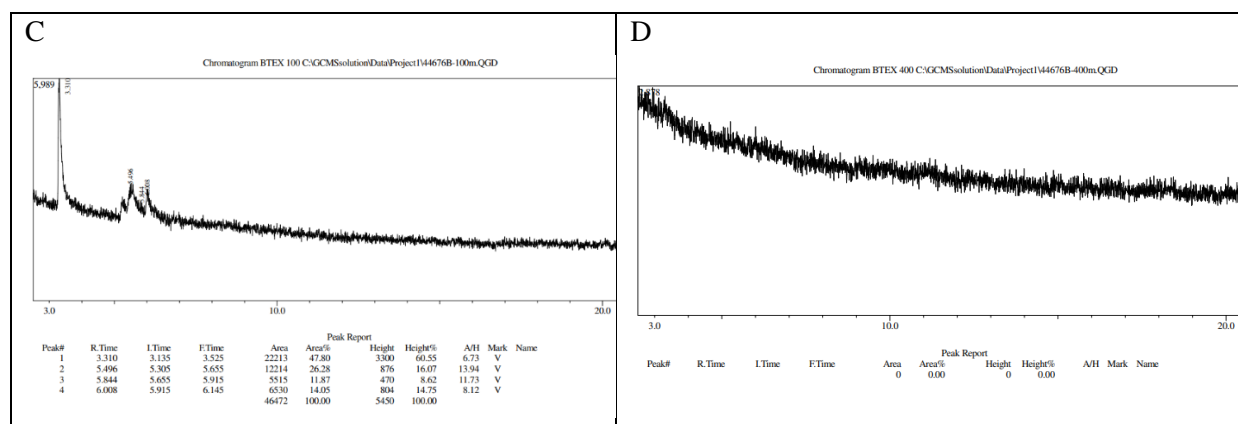 C
Chromatogram BTEX 100 C:\GCMSsolution\Data\Project1\44676B-100m.QGD
5,989
3.310
5.496
6.008
3.0 10.0 20.0
Peak Report
Peak# R.Time I.Time F.Time Area Area% Height Height% A/H Mark Name
1 3.310 3.135 3.525 22213 47.80 3300 60.55 6.73 V
2 5.496 5.305 5.655 12214 26.28 876 16.07 13.94 V
3 5.844 5.655 5.915 5515 11.87 470 8.62 11.73 V
4 6.008 5.915 6.145 6530 14.05 804 14.75 8.12 V
46472 100.00 5450 100.00
D
Chromatogram BTEX 400 C:\GCMSsolution\Data\Project1\44676B-400m.QGD
3.0 10.0 20.0
Peak Report
Peak# R.Time I.Time F.Time Area Area% Height Height% A/H Mark Name
0 0.00 0 0.00